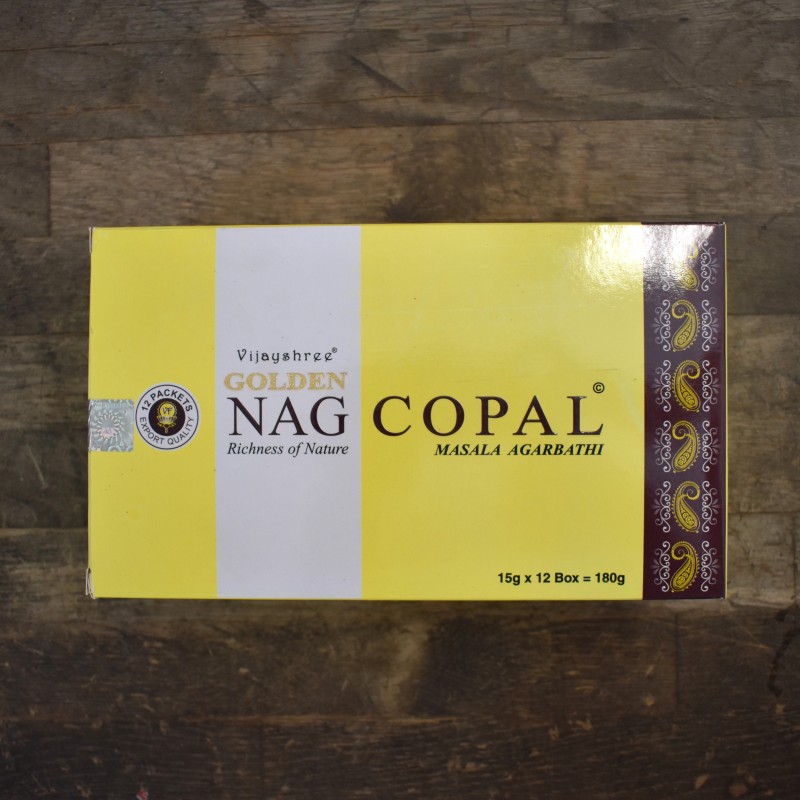 Vijayshree®
GOLDEN
NAG COPAL©
Richness of Nature
MASALA AGARBATHI
12 PACKETS
EXPORT QUALITY
15g x 12 Box = 180g